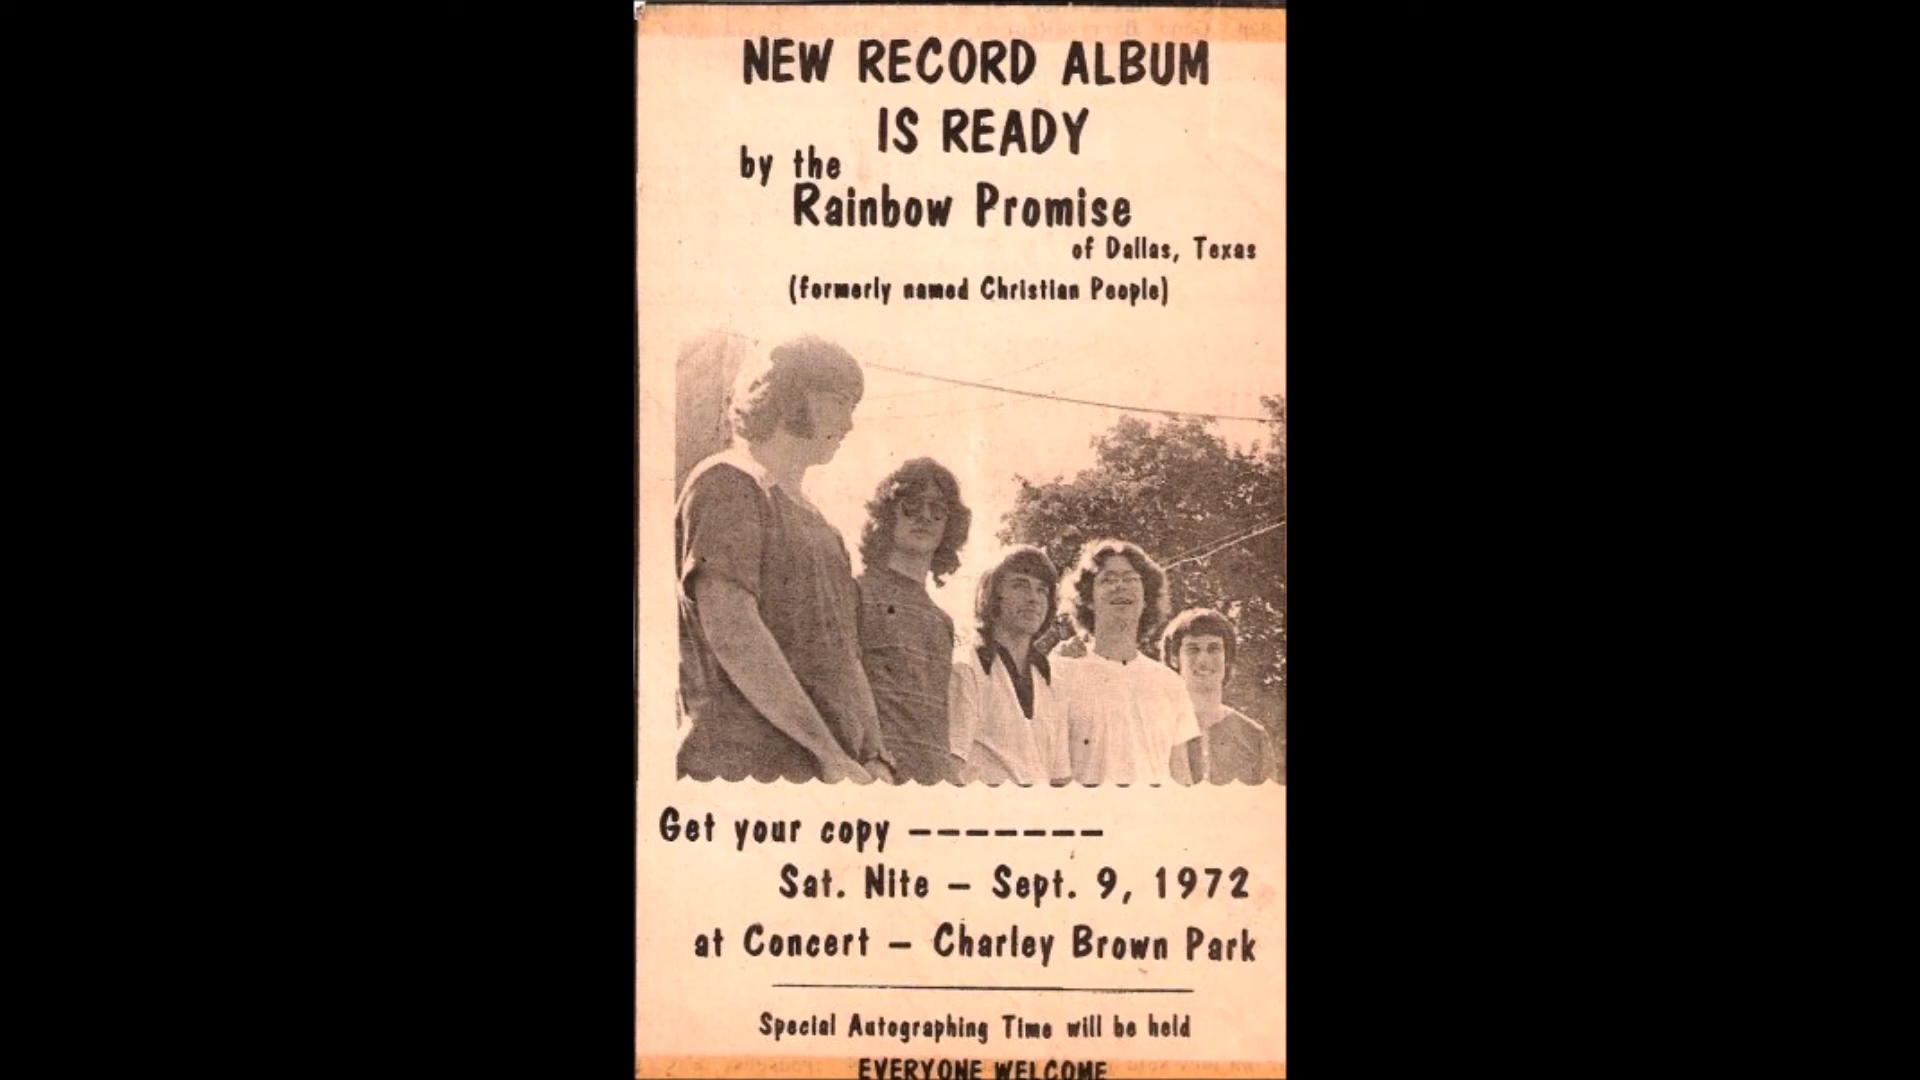 NEW RECORD ALBUM
IS READY
by the
Rainbow Promise
of Dallas, Texas
(formerly named Christian People)
Get your copy -------
Sat. Nite – Sept. 9, 1972
at Concert – Charley Brown Park
Special Autographing Time will be held
EVERYONE WELCOME